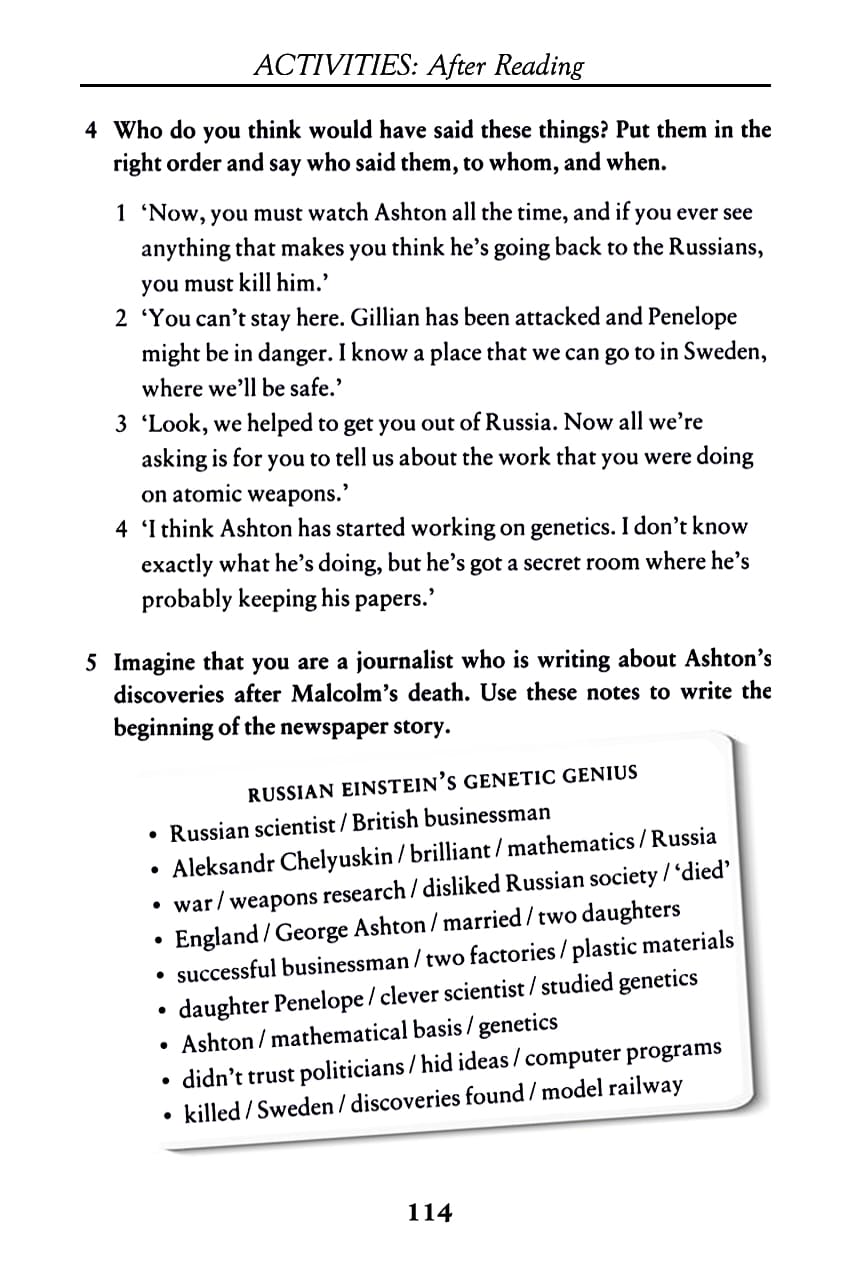 ACTIVITIES: After Reading
4 Who do you think would have said these things? Put them in the
right order and say who said them, to whom, and when.
1 ‘Now, you must watch Ashton all the time, and if you ever see
anything that makes you think he’s going back to the Russians,
you must kill him.’
2 ‘You can’t stay here. Gillian has been attacked and Penelope
might be in danger. I know a place that we can go to in Sweden,
where we’ll be safe.’
3 ‘Look, we helped to get you out of Russia. Now all we’re
asking is for you to tell us about the work that you were doing
on atomic weapons.’
4 ‘I think Ashton has started working on genetics. I don’t know
exactly what he’s doing, but he’s got a secret room where he’s
probably keeping his papers.’
5 Imagine that you are a journalist who is writing about Ashton’s
discoveries after Malcolm’s death. Use these notes to write the
beginning of the newspaper story.
RUSSIAN EINSTEIN’S GENETIC GENIUS
• Russian scientist / British businessman
• Aleksandr Chelyuskin / brilliant / mathematics / Russia
• war / weapons research / disliked Russian society / ‘died’
• England / George Ashton / married / two daughters
• successful businessman / two factories / plastic materials
• daughter Penelope / clever scientist / studied genetics
• Ashton / mathematical basis / genetics
• didn’t trust politicians / hid ideas / computer programs
• killed / Sweden / discoveries found / model railway
114